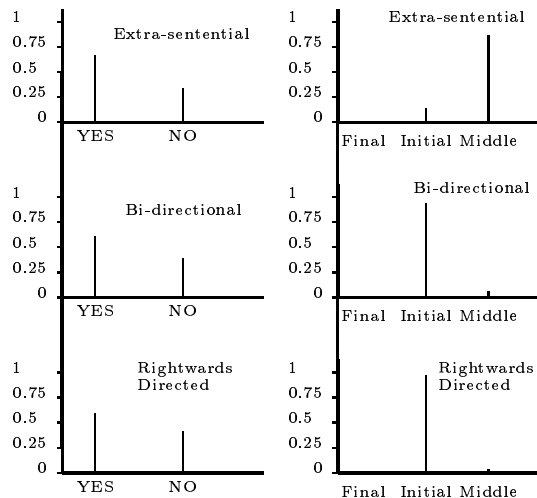 Extra-sentential
1
0.75
0.5
0.25
0
YES NO
Extra-sentential
1
0.75
0.5
0.25
0
Final Initial Middle
Bi-directional
1
0.75
0.5
0.25
0
YES NO
Bi-directional
1
0.75
0.5
0.25
0
Final Initial Middle
Rightwards
Directed
1
0.75
0.5
0.25
0
YES NO
Rightwards
Directed
1
0.75
0.5
0.25
0
Final Initial Middle